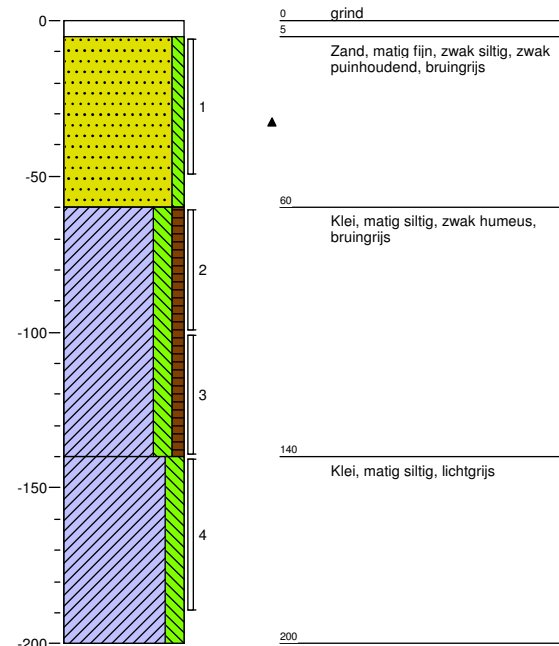 0
-50
-100
-150
-200
1
2
3
4
0 grind
5
Zand, matig fijn, zwak siltig, zwak
puinhoudend, bruingrijs
60
Klei, matig siltig, zwak humeus,
bruingrijs
140
Klei, matig siltig, lichtgrijs
200